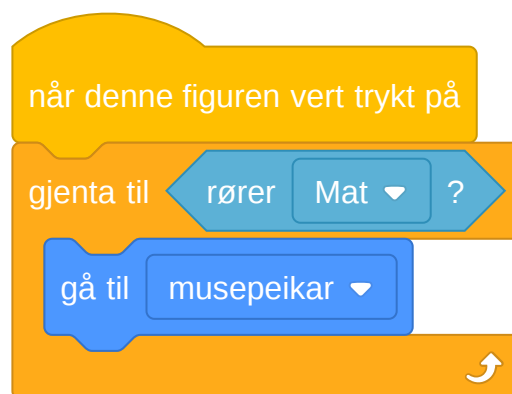 når denne figuren vert trykt på
gjenta til rører Mat ?
gå til musepeikar